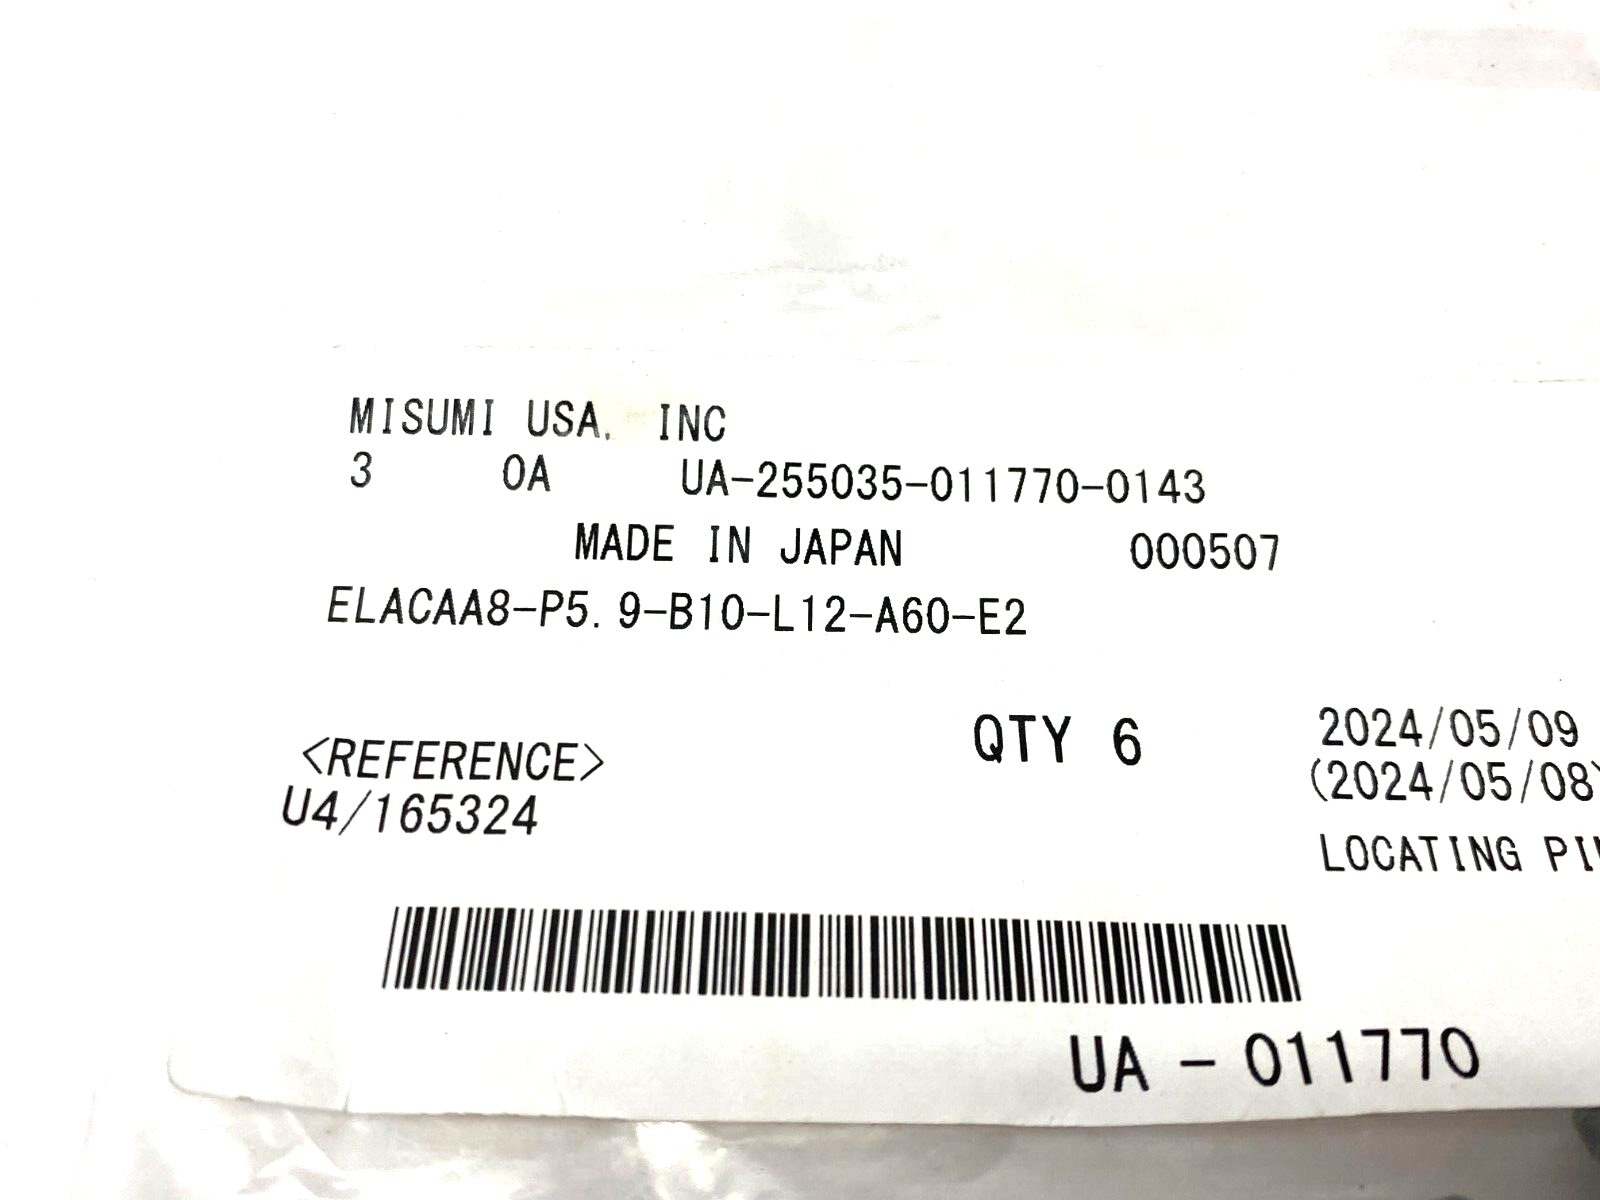 MISUMI USA. INC
3 OA UA-255035-011770-0143
MADE IN JAPAN 000507
ELACAA8-P5. 9-B10-L12-A60-E2
QTY 6 2024/05/09
<REFERENCE> (2024/05/08)
U4/165324 LOCATING
UA - 011770